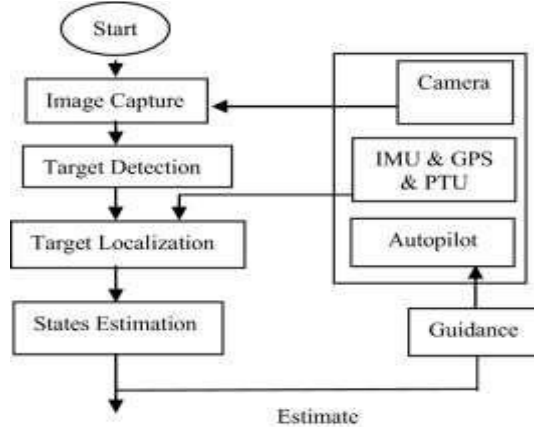 Start
Image Capture
Target Detection
Target Localization
States Estimation
Camera
IMU & GPS
& PTU
Autopilot
Guidance
Estimate